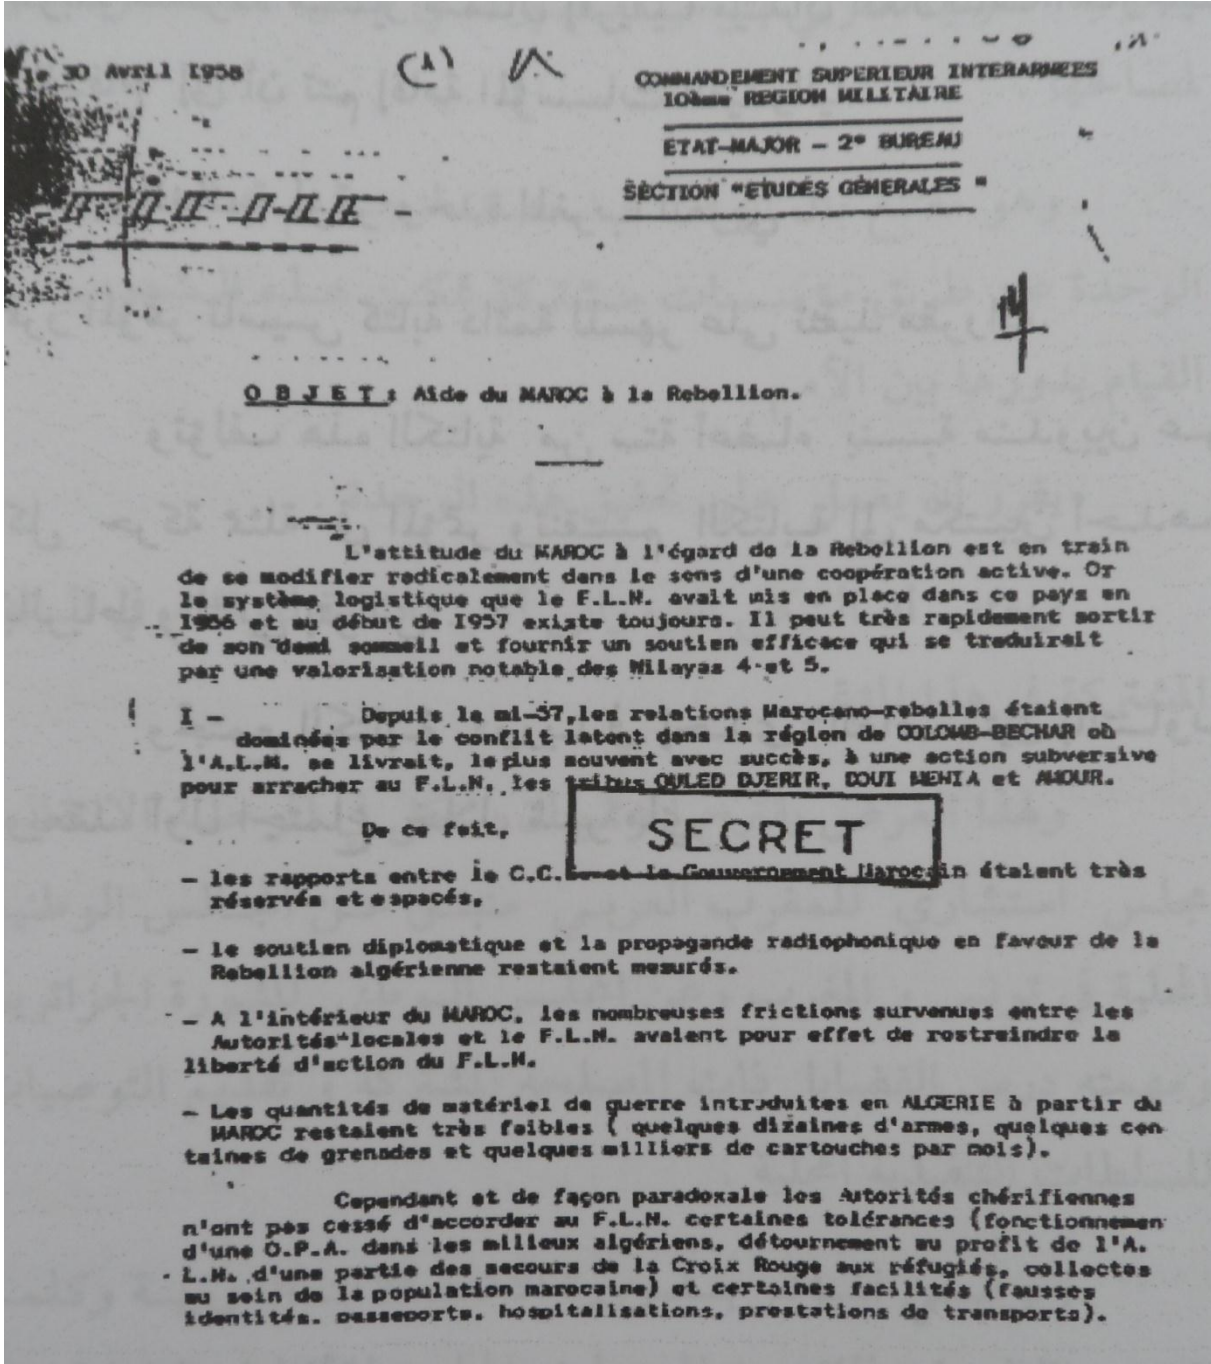 le 30 Avril 1958
(1)
COMMANDEMENT SUPERIEUR INTERARMEES
10ème REGION MILITAIRE
ETAT-MAJOR - 2° BUREAU
SECTION "ETUDES GENERALES "
14
O B J E T : Aide du MAROC à la Rebellion.
L'attitude du MAROC à l'égard de la Rebellion est en train
de se modifier radicalement dans le sens d'une coopération active. Or
le système logistique que le F.L.N. avait mis en place dans ce pays en
I956 et au début de I957 existe toujours. Il peut très rapidement sortir
de son demi sommeil et fournir un soutien efficace qui se traduirait
par une valorisation notable des Wilayas 4 et 5.
I - Depuis la mi-57,les relations Marocano-rebelles étaient
dominées par le conflit latent dans la région de COLOMB-BECHAR où
l'A.L.M. se livrait, le plus souvent avec succès, à une action subversive
pour arracher au F.L.N. les tribus OULED DJERIR, DOUI MENIA et AMOUR.
SECRET
De ce fait,
- les rapports entre le C.C. et le Gouvernement Marocain étaient très
réservés et espacés,
- le soutien diplomatique et la propagande radiophonique en faveur de la
Rebellion algérienne restaient mesurés.
- A l'intérieur du MAROC, les nombreuses frictions survenues entre les
Autorités locales et le F.L.N. avaient pour effet de restreindre la
liberté d'action du F.L.N.
- Les quantités de matériel de guerre introduites en ALGERIE à partir du
MAROC restaient très faibles ( quelques dizaines d'armes, quelques cen-
taines de grenades et quelques milliers de cartouches par mois).
Cependant et de façon paradoxale les Autorités chérifiennes
n'ont pas cessé d'accorder au F.L.N. certaines tolérances (fonctionnemen
d'une O.P.A. dans les milieux algériens, détournement au profit de l'A.
L.N. d'une partie des secours de la Croix Rouge aux réfugiés, collectes
au sein de la population marocaine) et certaines facilités (fausses
identités, passeports, hospitalisations, prestations de transports).